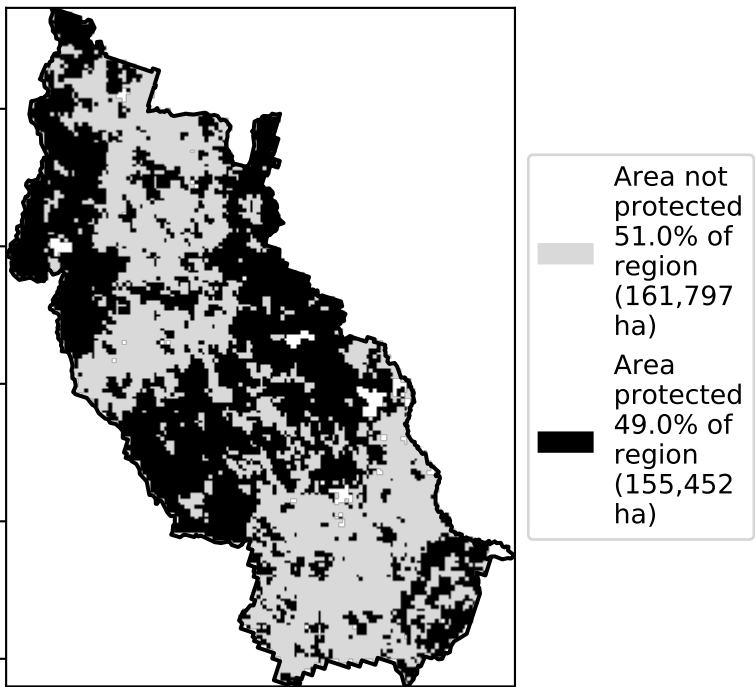 Area not
protected
51.0% of
region
(161,797
ha)
Area
protected
49.0% of
region
(155,452
ha)